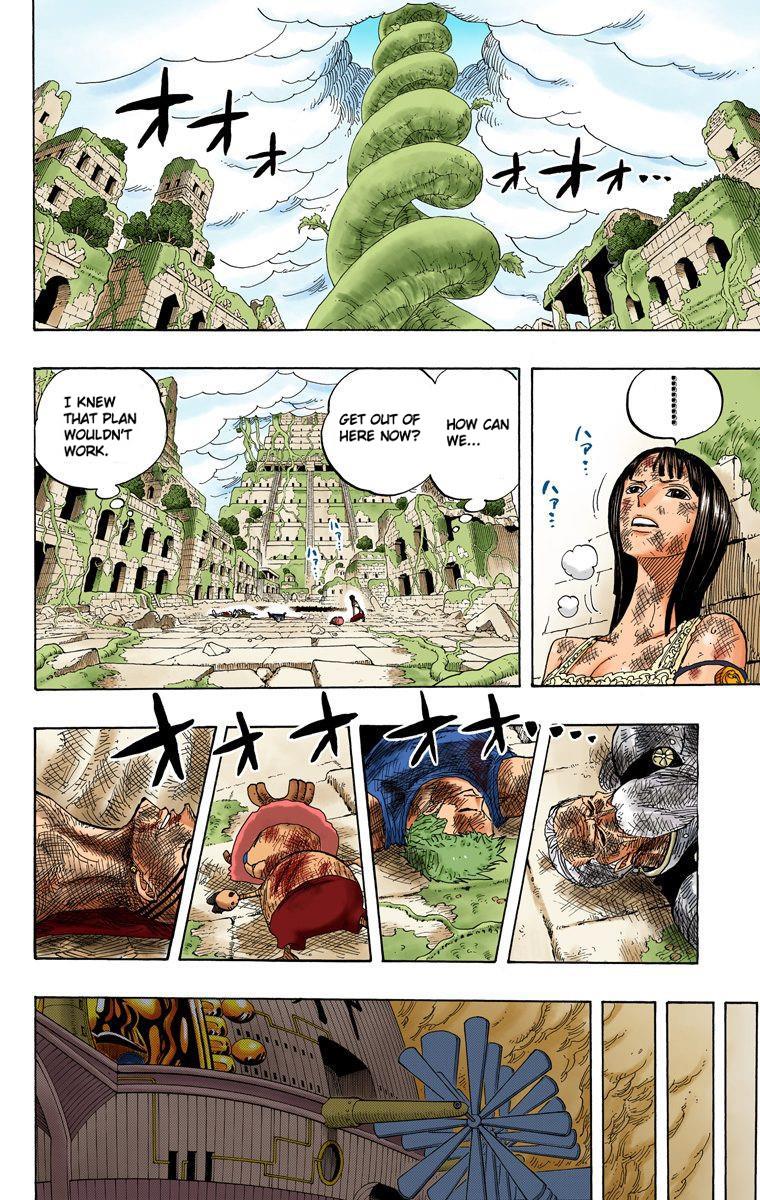 オオォ
オオオ…
………
ハァ…
ハァ…
HOW CAN
WE...
GET OUT OF
HERE NOW?
I KNEW
THAT PLAN
WOULDN'T
WORK.
ハァ…
ハァ…
オオオオオ…